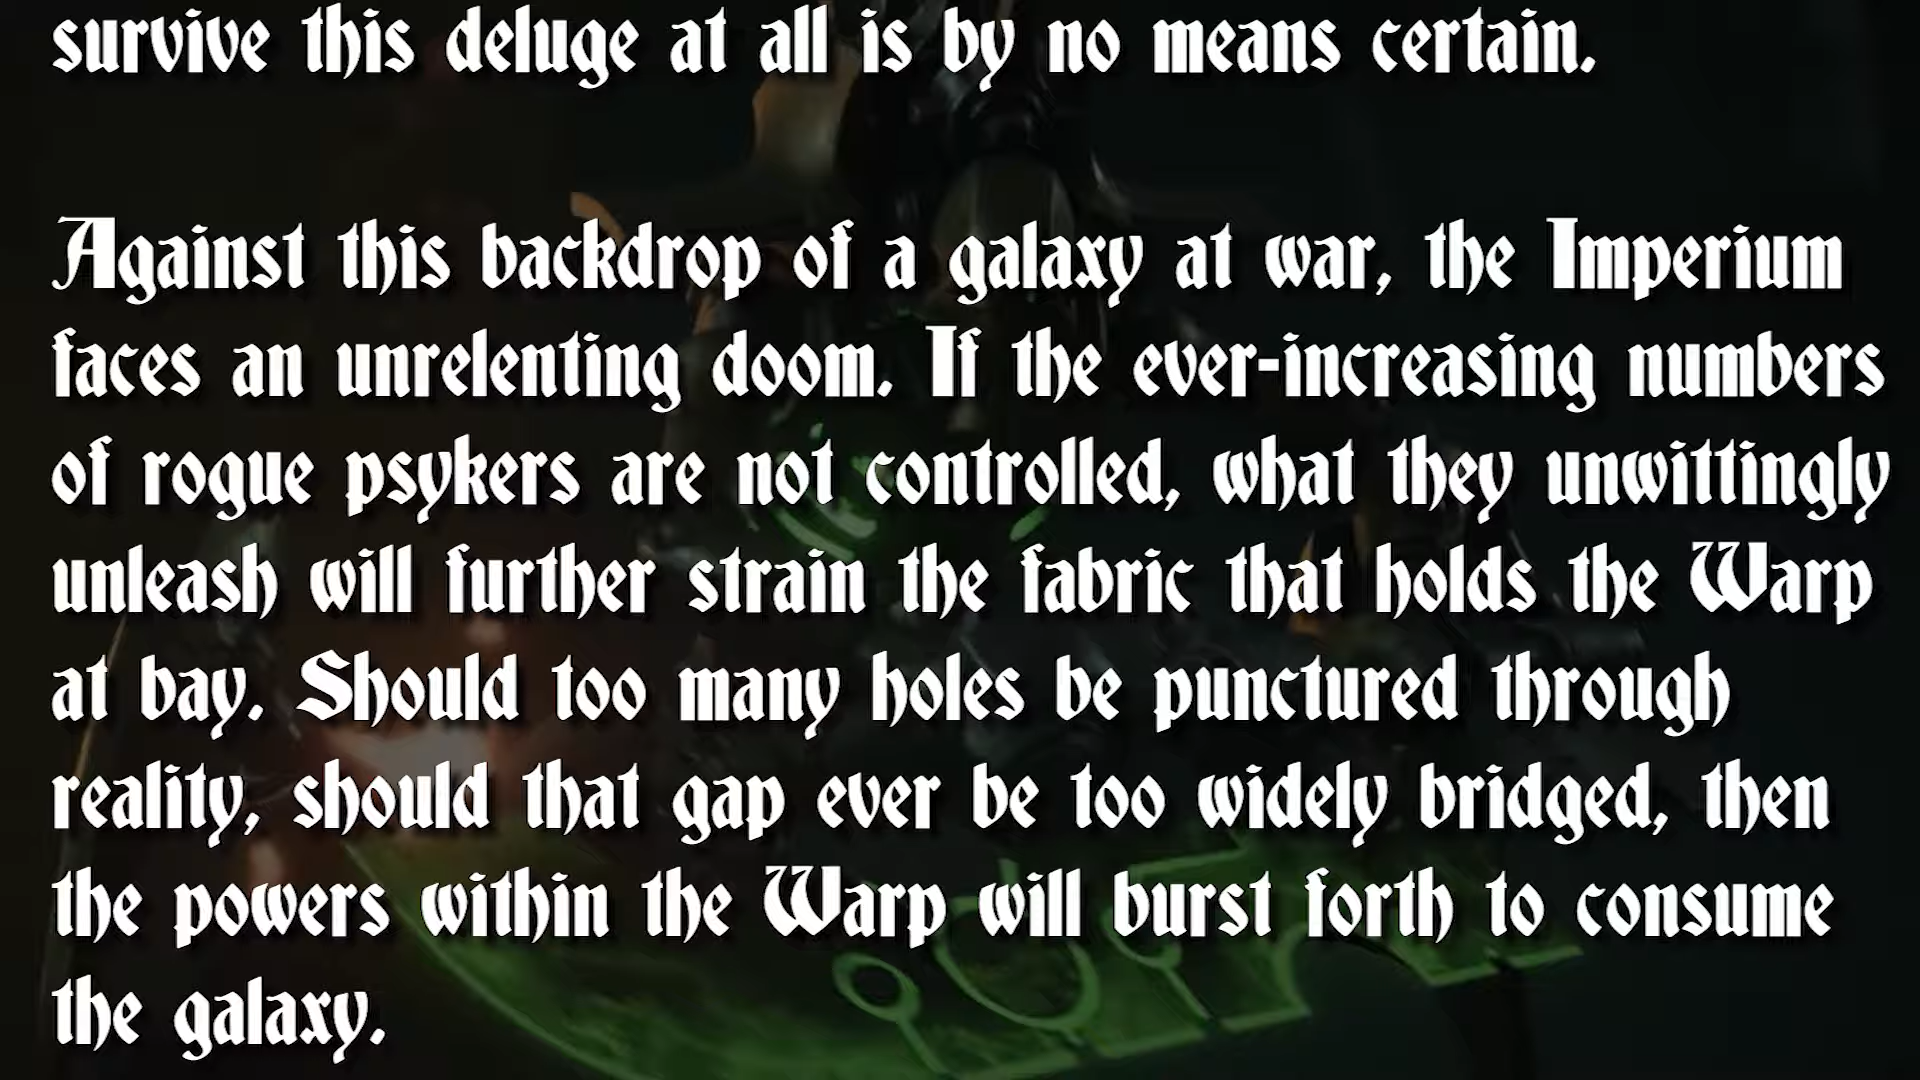 survive this deluge at all is by no means certain.
Against this backdrop of a galaxy at war, the Imperium
faces an unrelenting doom. If the ever-increasing numbers
of rogue psykers are not controlled, what they unwittingly
unleash will further strain the fabric that holds the Warp
at bay. Should too many holes be punctured through
reality, should that gap ever be too widely bridged, then
the powers within the Warp will burst forth to consume
the galaxy.